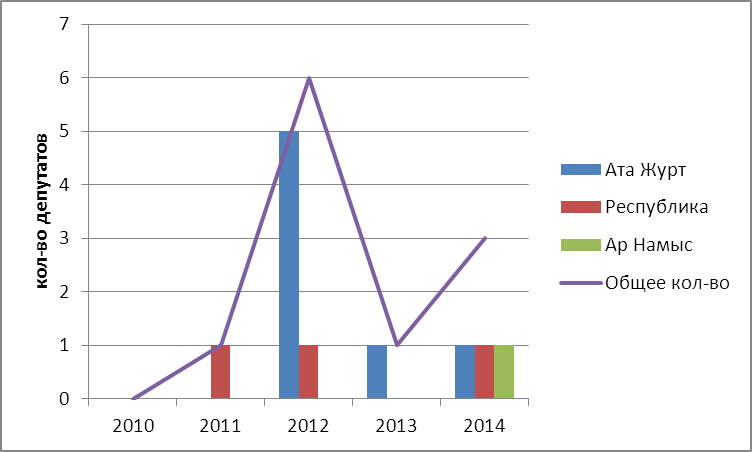 7
6
5
4
3
2
1
0
кол-во депутатов
2010 2011 2012 2013 2014
Ата Журт
Республика
Ар Намыс
Общее кол-во